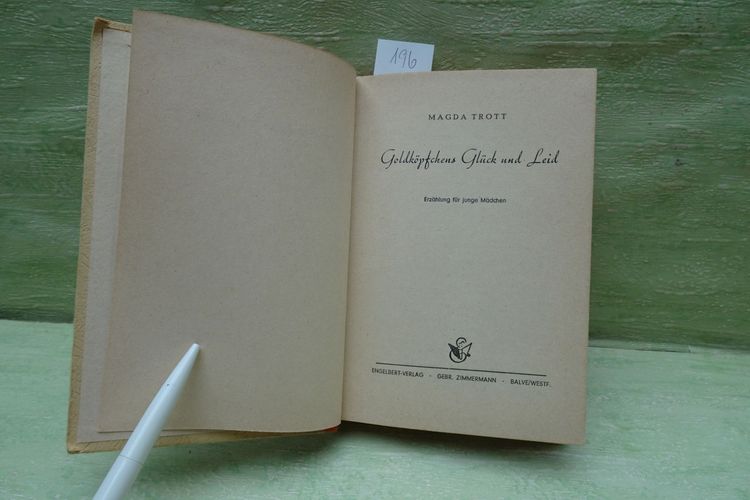 196
MAGDA TROTT
Goldköpfchens Glück und Leid
Erzählung für junge Mädchen
ENGELBERT-VERLAG - GEBR. ZIMMERMANN - BALVE/WESTF.